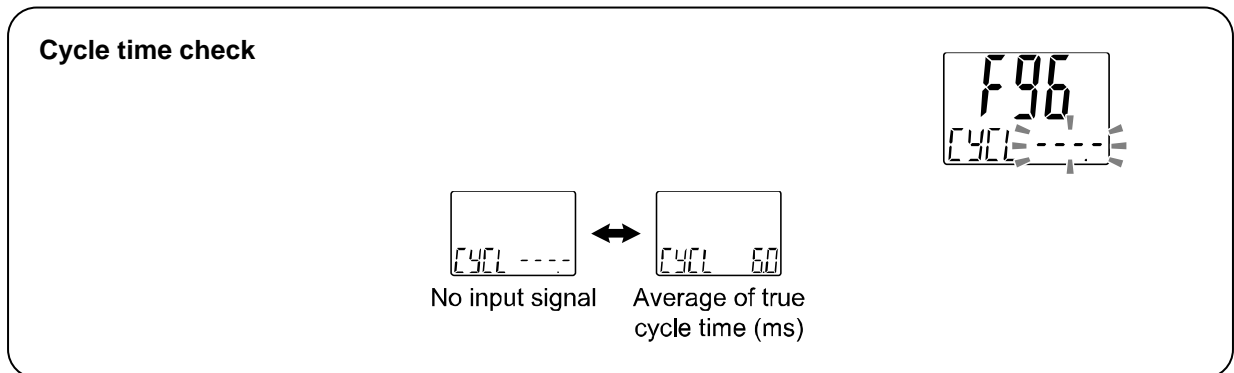 Cycle time check
F96
CYCL ----.
CYCL ----.
CYCL 6.0
No input signal
Average of true
cycle time (ms)